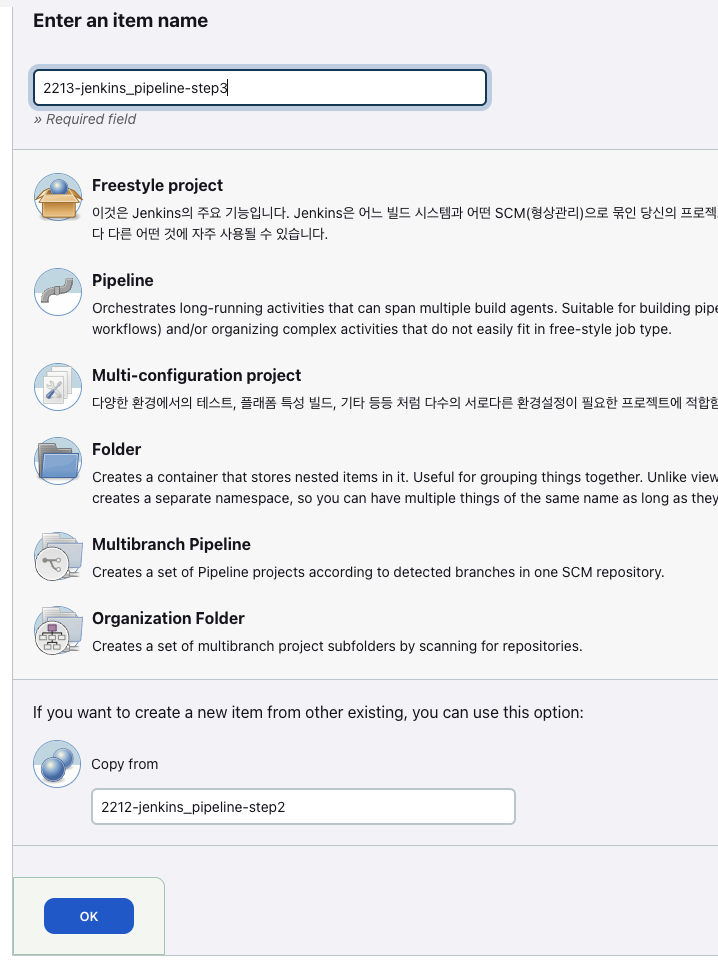 Enter an item name
2213-jenkins_pipeline-step3
» Required field
Freestyle project
이것은 Jenkins의 주요 기능입니다. Jenkins은 어느 빌드 시스템과 어떤 SCM(형상관리)으로 묶인 당신의 프로젝
다 다른 어떤 것에 자주 사용될 수 있습니다.
Pipeline
Orchestrates long-running activities that can span multiple build agents. Suitable for building pipe
workflows) and/or organizing complex activities that do not easily fit in free-style job type.
Multi-configuration project
다양한 환경에서의 테스트, 플래폼 특성 빌드, 기타 등등 처럼 다수의 서로다른 환경설정이 필요한 프로젝트에 적합함
Folder
Creates a container that stores nested items in it. Useful for grouping things together. Unlike view
creates a separate namespace, so you can have multiple things of the same name as long as they
Multibranch Pipeline
Creates a set of Pipeline projects according to detected branches in one SCM repository.
Organization Folder
Creates a set of multibranch project subfolders by scanning for repositories.
If you want to create a new item from other existing, you can use this option:
Copy from
2212-jenkins_pipeline-step2
OK